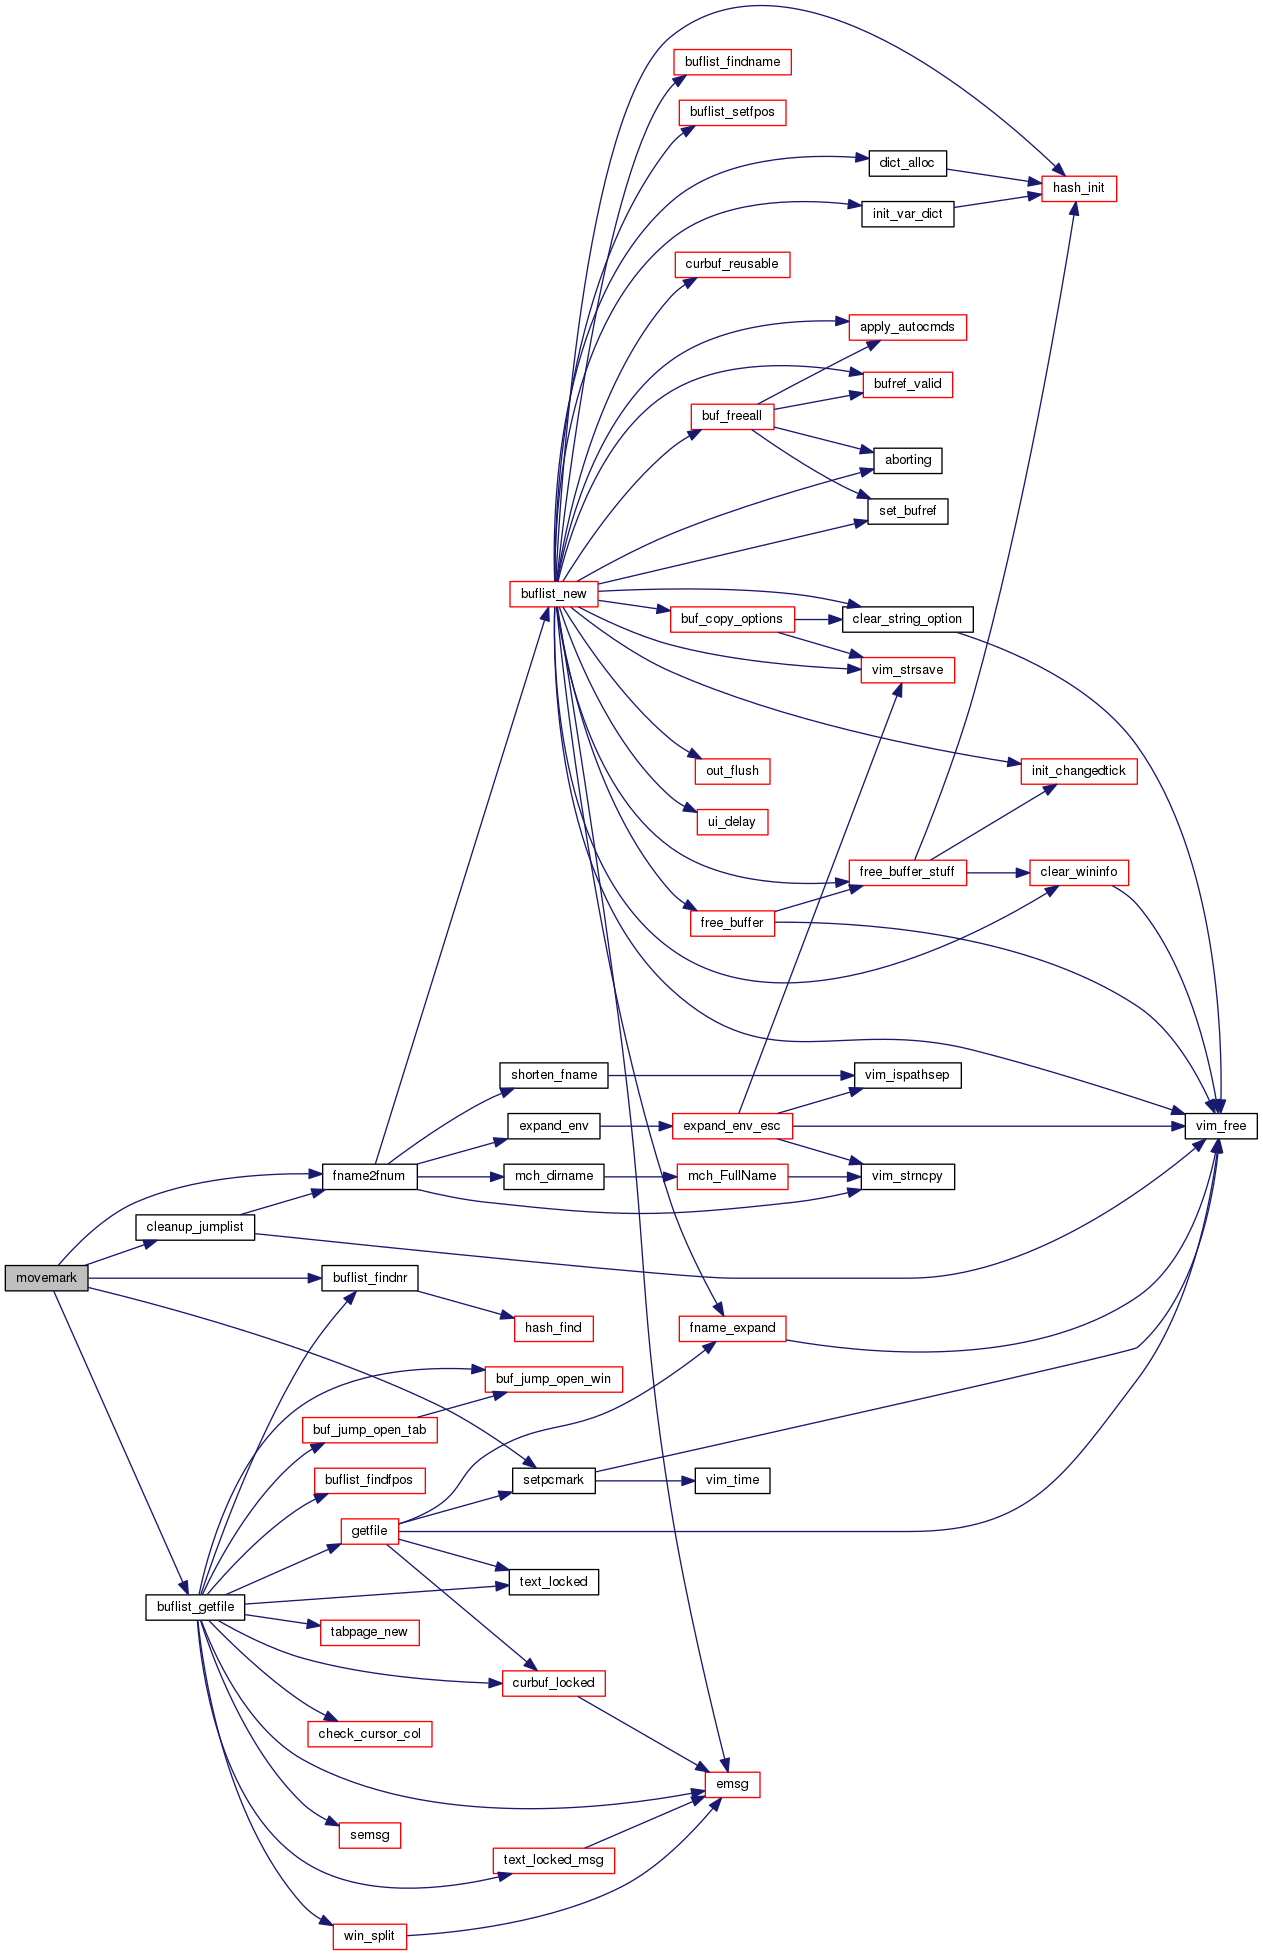 buflist_findname
buflist_setfpos
dict_alloc
hash_init
init_var_dict
curbuf_reusable
apply_autocmds
bufref_valid
buf_freeall
aborting
set_bufref
buflist_new
buf_copy_options
clear_string_option
vim_strsave
out_flush
init_changedtick
ui_delay
free_buffer_stuff
clear_wininfo
free_buffer
shorten_fname
vim_ispathsep
expand_env
expand_env_esc
vim_free
fname2fnum
mch_dirname
mch_FullName
vim_strncpy
cleanup_jumplist
movemark
buflist_findnr
hash_find
fname_expand
buf_jump_open_win
buf_jump_open_tab
buflist_findfpos
setpcmark
vim_time
getfile
text_locked
buflist_getfile
tabpage_new
curbuf_locked
check_cursor_col
emsg
semsg
text_locked_msg
win_split